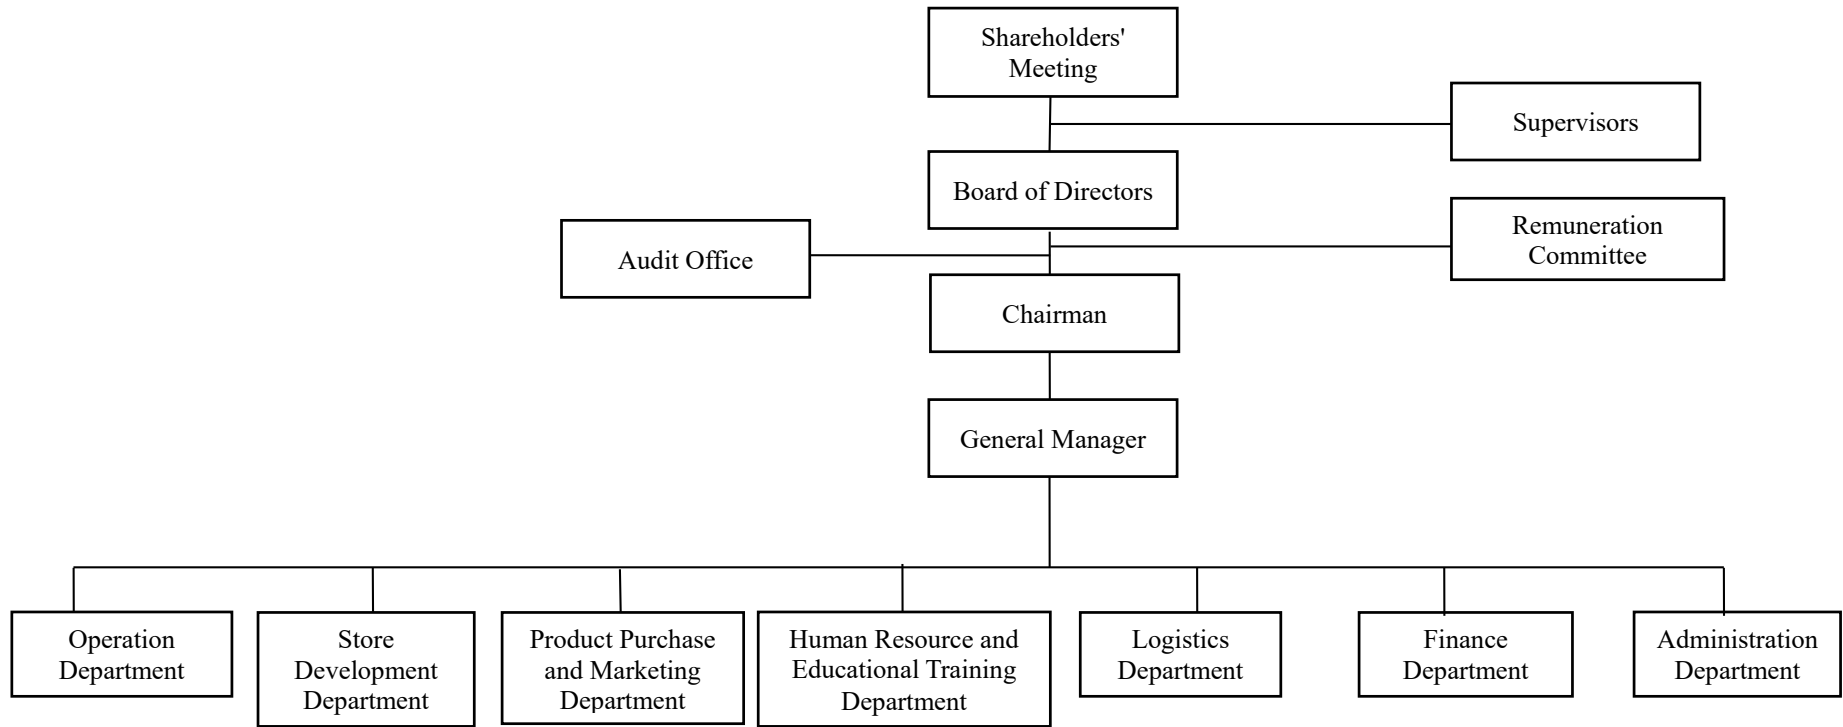 Shareholders'
Meeting
Supervisors
Board of Directors
Remuneration
Committee
Audit Office
Chairman
General Manager
Operation
Department
Store
Development
Department
Product Purchase
and Marketing
Department
Human Resource and
Educational Training
Department
Logistics
Department
Finance
Department
Administration
Department